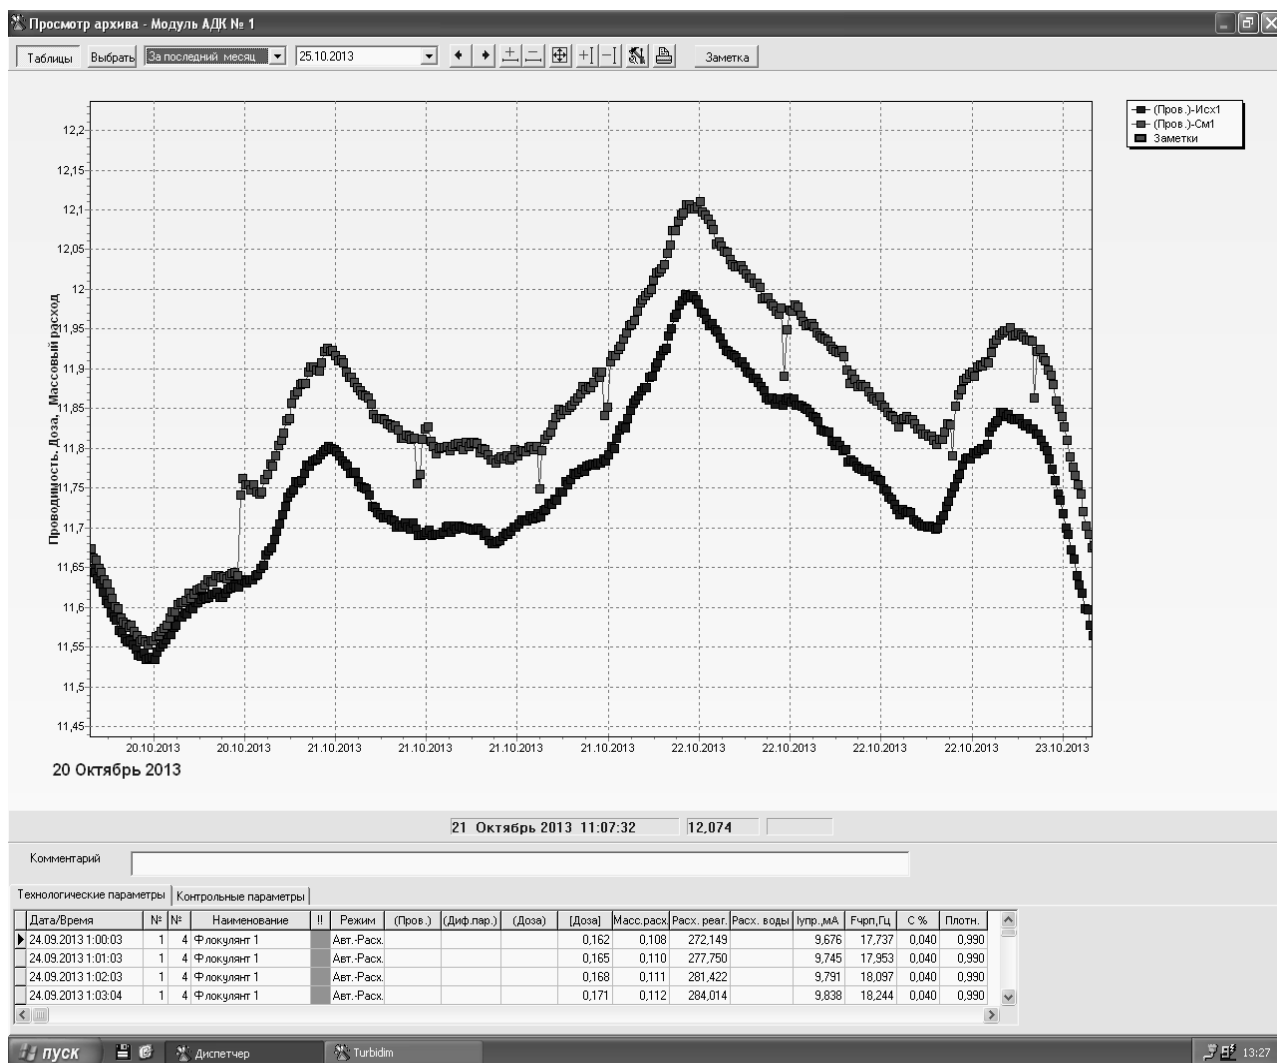 Просмотр архива - Модуль АДК № 1
Таблицы Выбрать За последний месяц 25.10.2013 Заметка
(Пров.)-Исх1
(Пров.)-См1
Заметки
Проводимость, Доза, Массовый расход
12,2
12,15
12,1
12,05
12
11,95
11,9
11,85
11,8
11,75
11,7
11,65
11,6
11,55
11,5
11,45
20.10.2013 20.10.2013 21.10.2013 21.10.2013 21.10.2013 21.10.2013 22.10.2013 22.10.2013 22.10.2013 22.10.2013 23.10.2013
20 Октябрь 2013
21 Октябрь 2013 11:07:32 12,074
Комментарий
Технологические параметры Контрольные параметры
Дата/Время № № Наименование !! Режим (Пров.) (Диф.пар.) (Доза) [Доза] Масс.расх. Расх. реаг. Расх. воды Iупр.,мА Fчрп,Гц С % Плотн.
24.09.2013 1:00:03 1 4 Флокулянт 1 Авт.-Расх. 0,162 0,108 272,149 9,676 17,737 0,040 0,990
24.09.2013 1:01:03 1 4 Флокулянт 1 Авт.-Расх. 0,165 0,110 277,750 9,745 17,953 0,040 0,990
24.09.2013 1:02:03 1 4 Флокулянт 1 Авт.-Расх. 0,168 0,111 281,422 9,791 18,097 0,040 0,990
24.09.2013 1:03:04 1 4 Флокулянт 1 Авт.-Расх. 0,171 0,112 284,014 9,838 18,244 0,040 0,990
пуск Диспетчер Turbidim 13:27